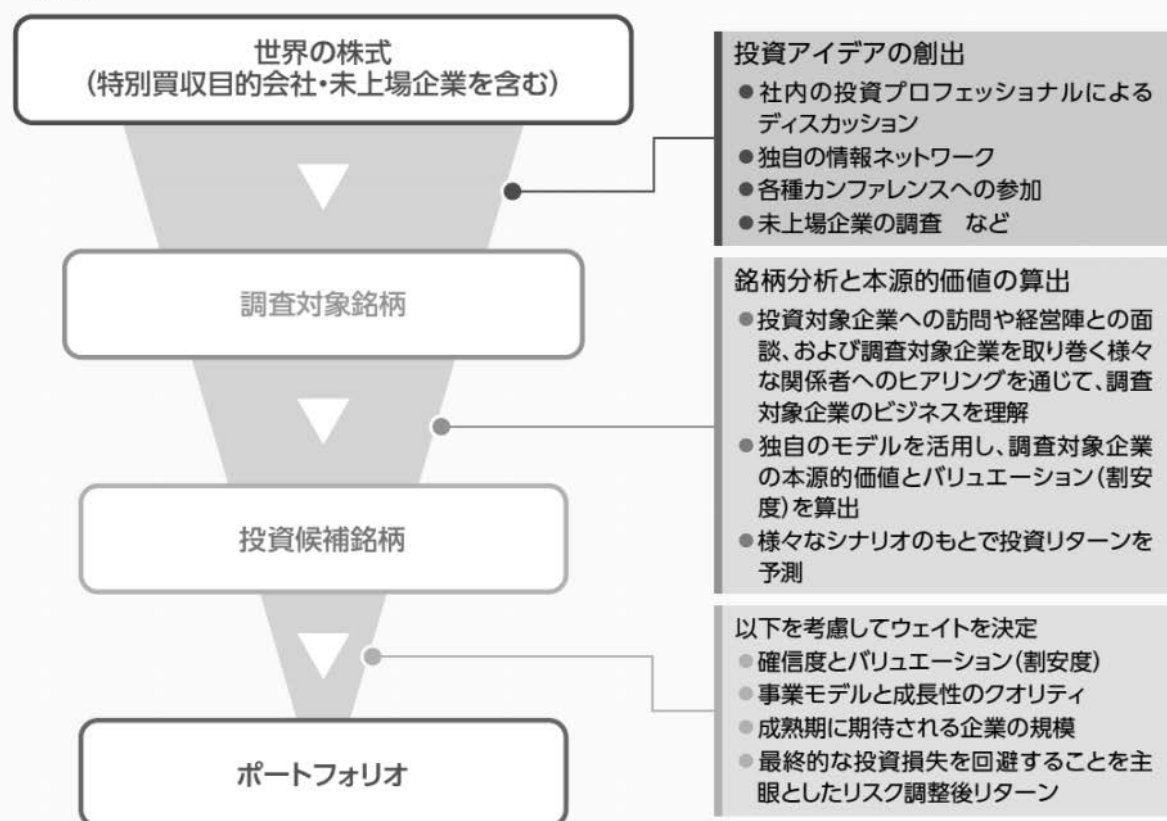 世界の株式
(特別買収目的会社・未上場企業を含む)
投資アイデアの創出
●社内の投資プロフェッショナルによる
ディスカッション
●独自の情報ネットワーク
●各種カンファレンスへの参加
●未上場企業の調査　など
調査対象銘柄
銘柄分析と本源的価値の算出
●投資対象企業への訪問や経営陣との面
談、および調査対象企業を取り巻く様々
な関係者へのヒアリングを通じて、調査
対象企業のビジネスを理解
●独自のモデルを活用し、調査対象企業
の本源的価値とバリュエーション(割安
度)を算出
●様々なシナリオのもとで投資リターンを
予測
投資候補銘柄
以下を考慮してウェイトを決定
●確信度とバリュエーション(割安度)
●事業モデルと成長性のクオリティ
●成熟期に期待される企業の規模
●最終的な投資損失を回避することを主
眼としたリスク調整後リターン
ポートフォリオ